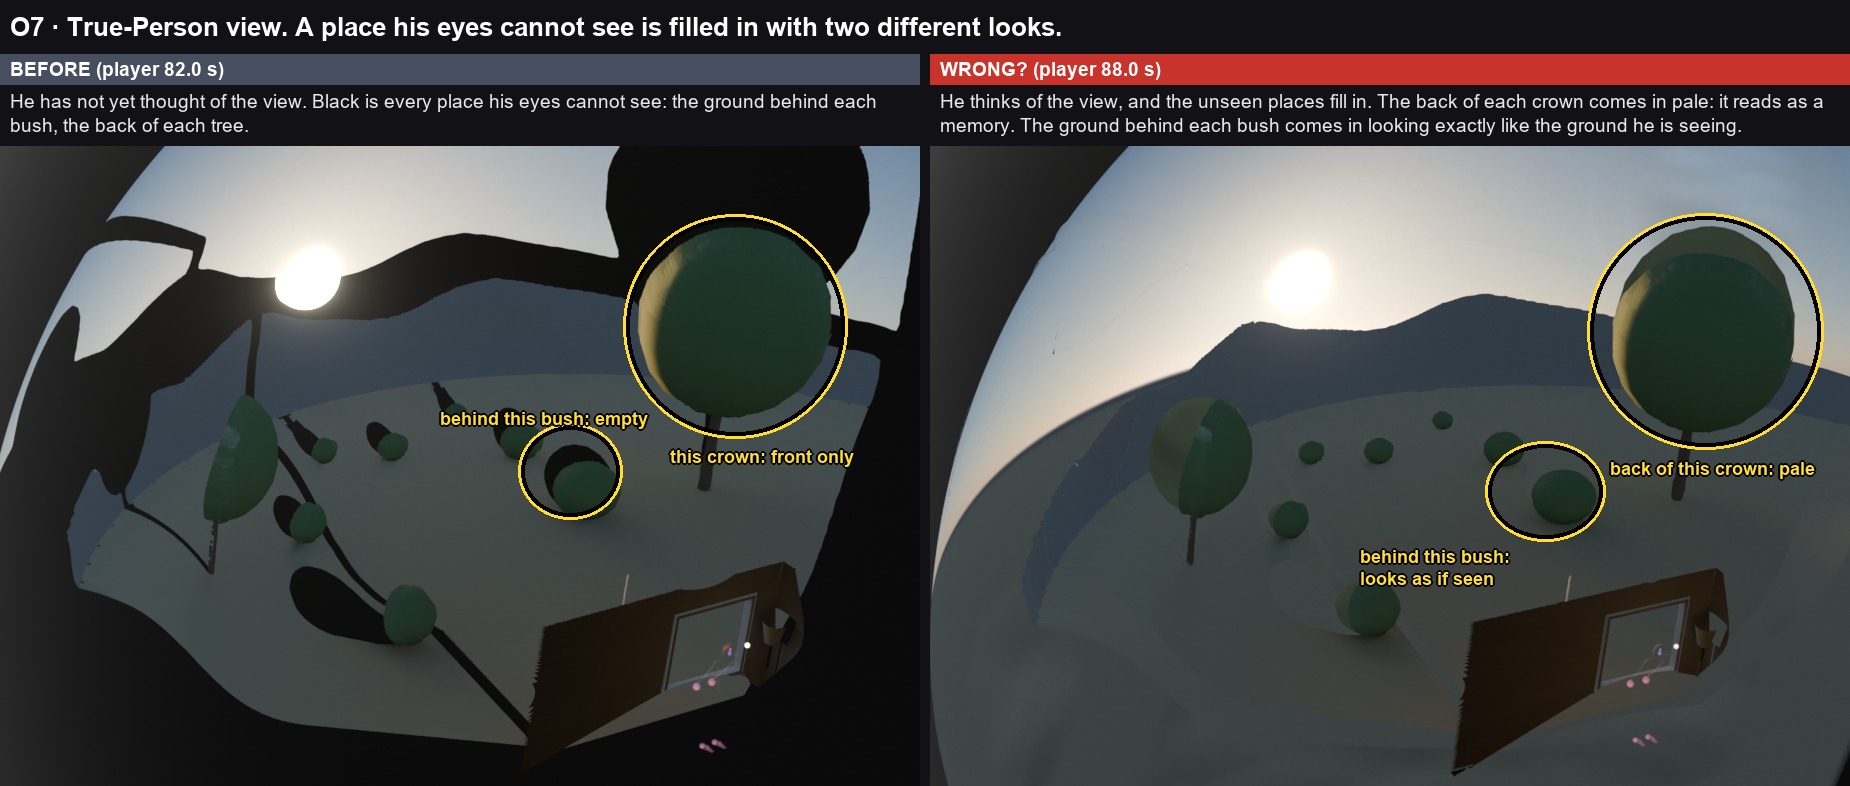 O7 · True-Person view. A place his eyes cannot see is filled in with two different looks.
BEFORE (player 82.0 s)
He has not yet thought of the view. Black is every place his eyes cannot see: the ground behind each
bush, the back of each tree.
WRONG? (player 88.0 s)
He thinks of the view, and the unseen places fill in. The back of each crown comes in pale: it reads as a
memory. The ground behind each bush comes in looking exactly like the ground he is seeing.
behind this bush: empty
this crown: front only
back of this crown: pale
behind this bush:
looks as if seen